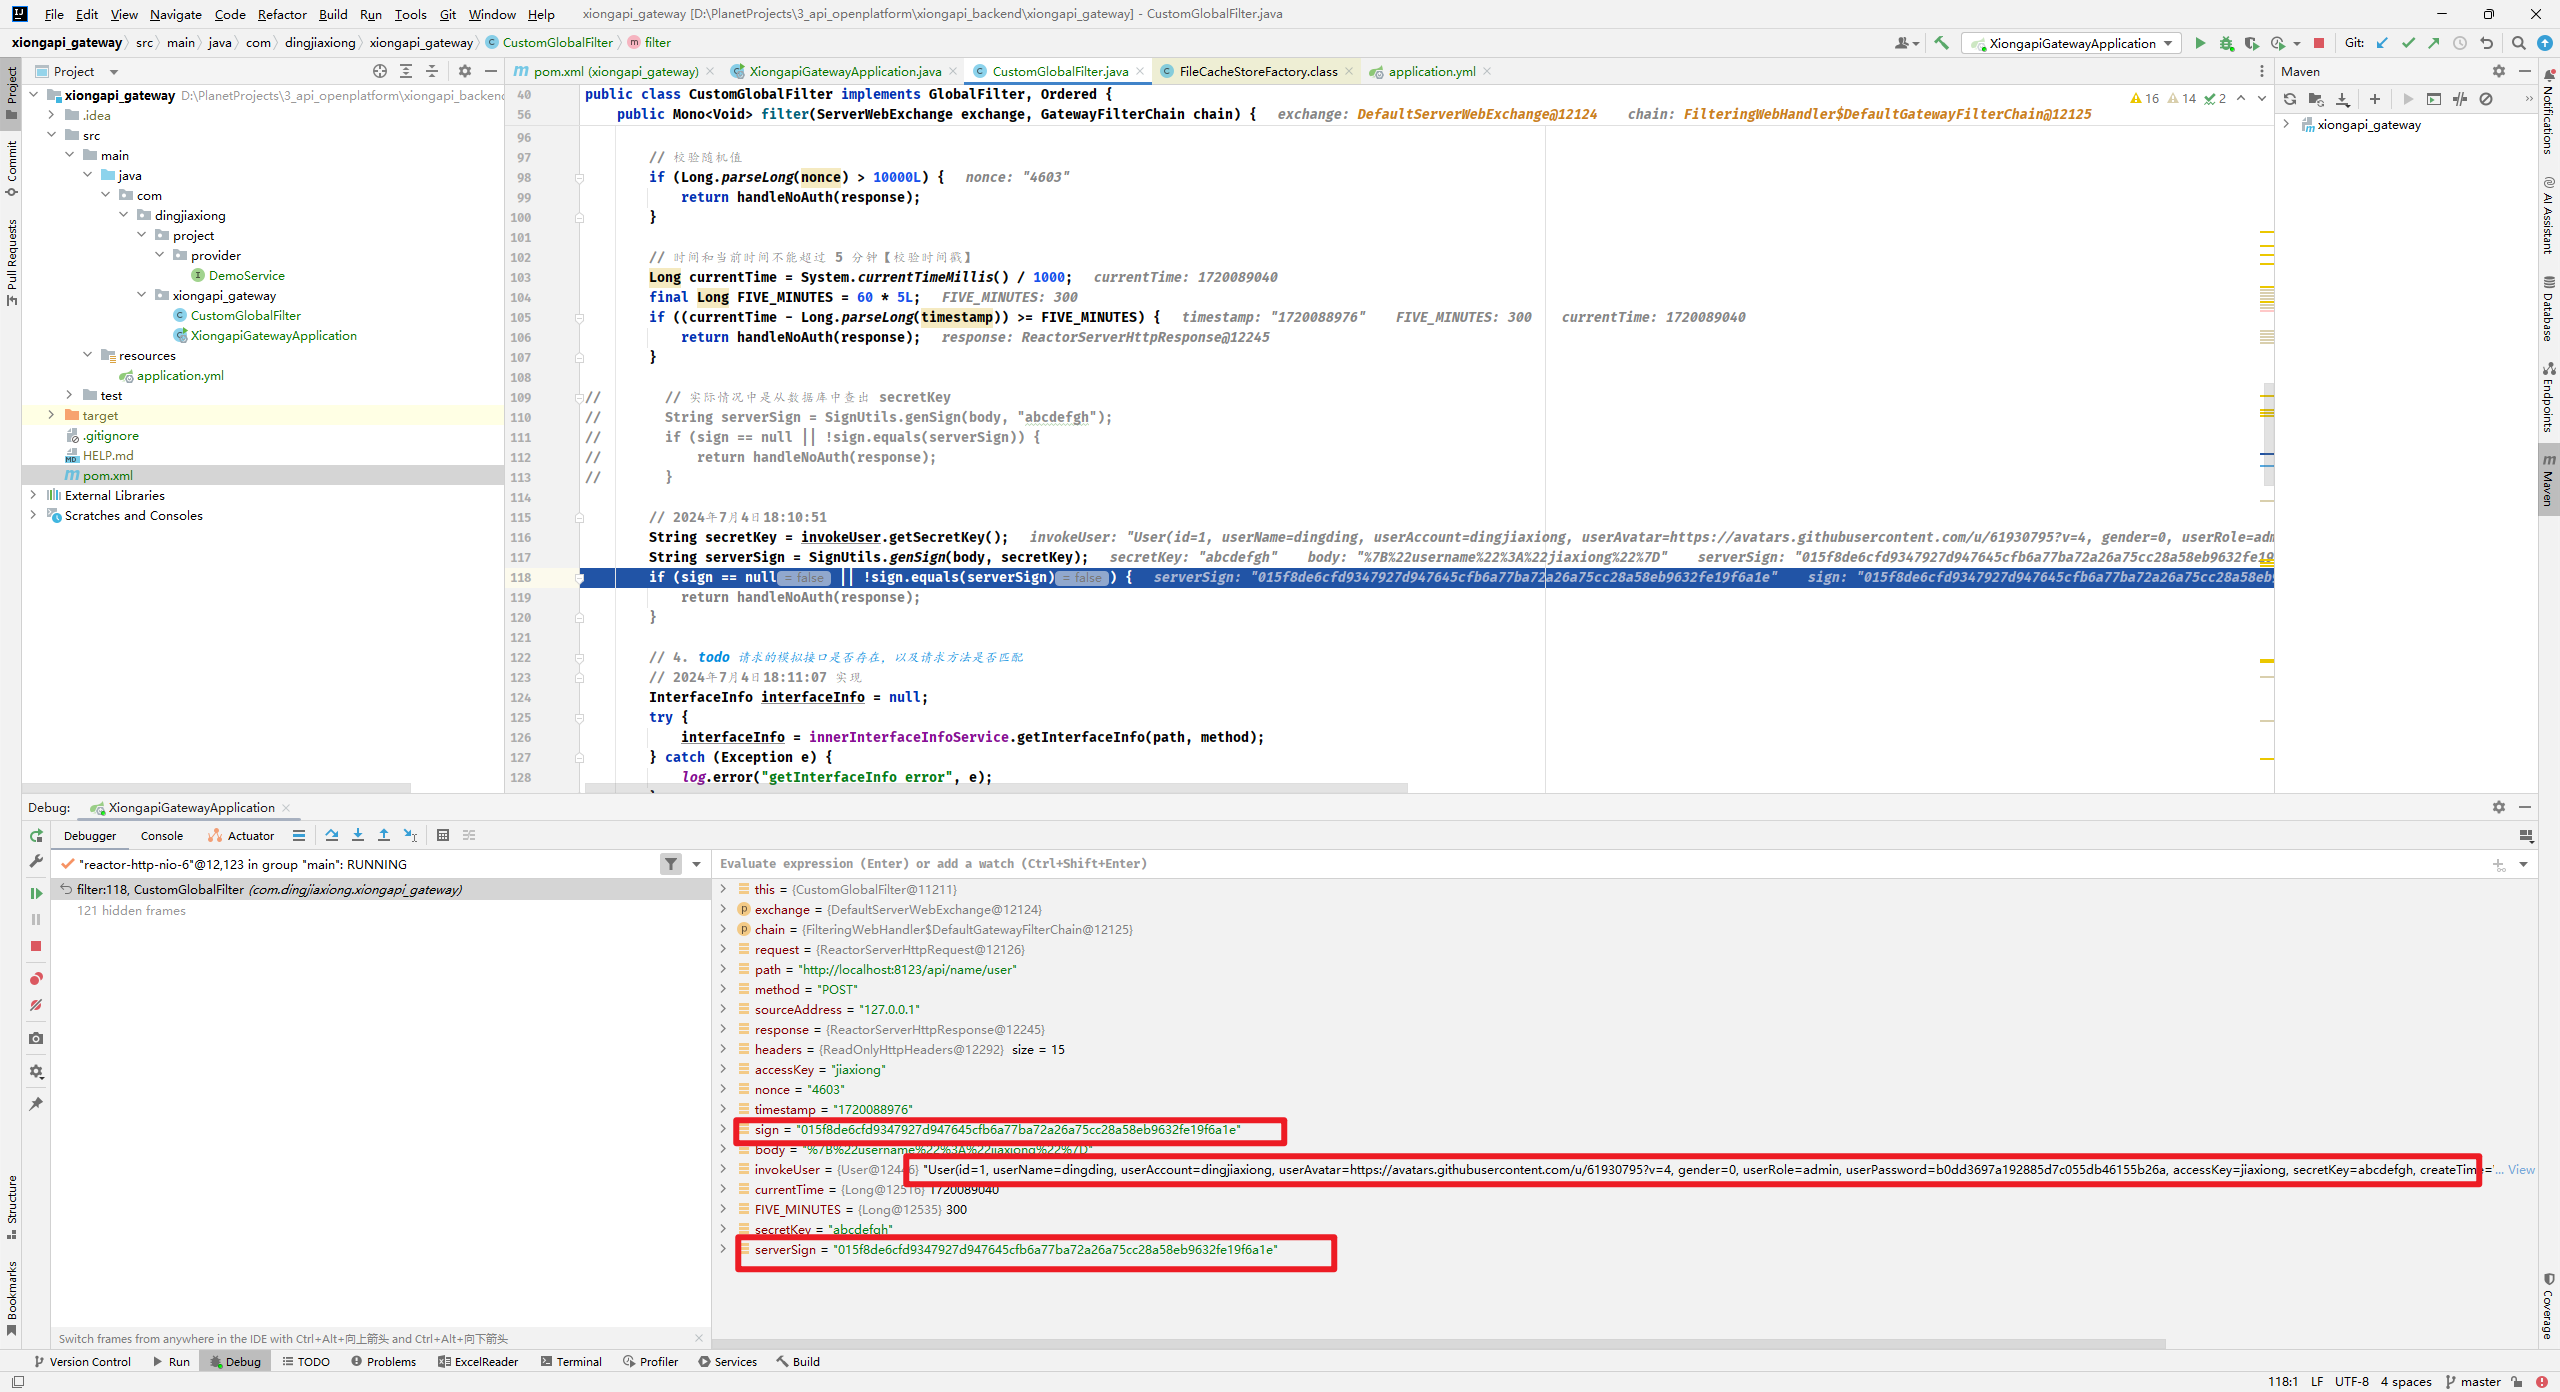 File Edit View Navigate Code Refactor Build Run Tools Git Window Help xiongapi_gateway [D:\PlanetProjects\3_api_openplatform\xiongapi_backend\xiongapi_gateway] - CustomGlobalFilter.java
xiongapi_gateway src main java com dingjiaxiong xiongapi_gateway CustomGlobalFilter filter XiongapiGatewayApplication Git:
Project pom.xml (xiongapi_gateway) XiongapiGatewayApplication.java CustomGlobalFilter.java FileCacheStoreFactory.class application.yml Maven
xiongapi_gateway D:\PlanetProjects\3_api_openplatform\xiongapi_backend
.idea
src
main
java
com
dingjiaxiong
project
provider
DemoService
xiongapi_gateway
CustomGlobalFilter
XiongapiGatewayApplication
resources
application.yml
test
target
.gitignore
HELP.md
pom.xml
External Libraries
Scratches and Consoles
40 public class CustomGlobalFilter implements GlobalFilter, Ordered {
16 14 2
56 public Mono<Void> filter(ServerWebExchange exchange, GatewayFilterChain chain) { exchange: DefaultServerWebExchange@12124 chain: FilteringWebHandler$DefaultGatewayFilterChain@12125
96
97 // 校验随机值
98 if (Long.parseLong(nonce) > 10000L) { nonce: "4603"
99 return handleNoAuth(response);
100 }
101
102 // 时间和当前时间不能超过 5 分钟【校验时间戳】
103 Long currentTime = System.currentTimeMillis() / 1000; currentTime: 1720089040
104 final Long FIVE_MINUTES = 60 * 5L; FIVE_MINUTES: 300
105 if ((currentTime - Long.parseLong(timestamp)) >= FIVE_MINUTES) { timestamp: "1720088976" FIVE_MINUTES: 300 currentTime: 1720089040
106 return handleNoAuth(response); response: ReactorServerHttpResponse@12245
107 }
108
109 // // 实际情况中是从数据库中查出 secretKey
110 // String serverSign = SignUtils.genSign(body, "abcdefgh");
111 // if (sign == null || !sign.equals(serverSign)) {
112 // return handleNoAuth(response);
113 // }
114
115 // 2024年7月4日18:10:51
116 String secretKey = invokeUser.getSecretKey(); invokeUser: "User(id=1, userName=dingding, userAccount=dingjiaxiong, userAvatar=https://avatars.githubusercontent.com/u/61930795?v=4, gender=0, userRole=adm
117 String serverSign = SignUtils.genSign(body, secretKey); secretKey: "abcdefgh" body: "%7B%22username%22%3A%22jiaxiong%22%7D" serverSign: "015f8de6cfd9347927d947645cfb6a77ba72a26a75cc28a58eb9632fe19
118 if (sign == null = false || !sign.equals(serverSign) = false ) { serverSign: "015f8de6cfd9347927d947645cfb6a77ba72a26a75cc28a58eb9632fe19f6a1e" sign: "015f8de6cfd9347927d947645cfb6a77ba72a26a75cc28a58eb9
119 return handleNoAuth(response);
120 }
121
122 // 4. todo 请求的模拟接口是否存在，以及请求方法是否匹配
123 // 2024年7月4日18:11:07 实现
124 InterfaceInfo interfaceInfo = null;
125 try {
126 interfaceInfo = innerInterfaceInfoService.getInterfaceInfo(path, method);
127 } catch (Exception e) {
128 log.error("getInterfaceInfo error", e);
xiongapi_gateway
Project
Commit
Pull Requests
Structure
Bookmarks
Notifications
AI Assistant
Database
Endpoints
Maven
Coverage
Debug: XiongapiGatewayApplication
Debugger Console Actuator
"reactor-http-nio-6"@12,123 in group "main": RUNNING
filter:118, CustomGlobalFilter (com.dingjiaxiong.xiongapi_gateway)
121 hidden frames
Evaluate expression (Enter) or add a watch (Ctrl+Shift+Enter)
this = {CustomGlobalFilter@11211}
exchange = {DefaultServerWebExchange@12124}
chain = {FilteringWebHandler$DefaultGatewayFilterChain@12125}
request = {ReactorServerHttpRequest@12126}
path = "http://localhost:8123/api/name/user"
method = "POST"
sourceAddress = "127.0.0.1"
response = {ReactorServerHttpResponse@12245}
headers = {ReadOnlyHttpHeaders@12292} size = 15
accessKey = "jiaxiong"
nonce = "4603"
timestamp = "1720088976"
sign = "015f8de6cfd9347927d947645cfb6a77ba72a26a75cc28a58eb9632fe19f6a1e"
body = "%7B%22username%22%3A%22jiaxiong%22%7D"
invokeUser = "User(id=1, userName=dingding, userAccount=dingjiaxiong, userAvatar=https://avatars.githubusercontent.com/u/61930795?v=4, gender=0, userRole=admin, userPassword=b0dd3697a192885d7c055db46155b26a, accessKey=jiaxiong, secretKey=abcdefgh, createTime= ... View
currentTime = {Long@12516} 1720089040
FIVE_MINUTES = {Long@12535} 300
secretKey = "abcdefgh"
serverSign = "015f8de6cfd9347927d947645cfb6a77ba72a26a75cc28a58eb9632fe19f6a1e"
Switch frames from anywhere in the IDE with Ctrl+Alt+向上箭头 and Ctrl+Alt+向下箭头
Version Control Run Debug TODO Problems ExcelReader Terminal Profiler Services Build
118:1 LF UTF-8 4 spaces master